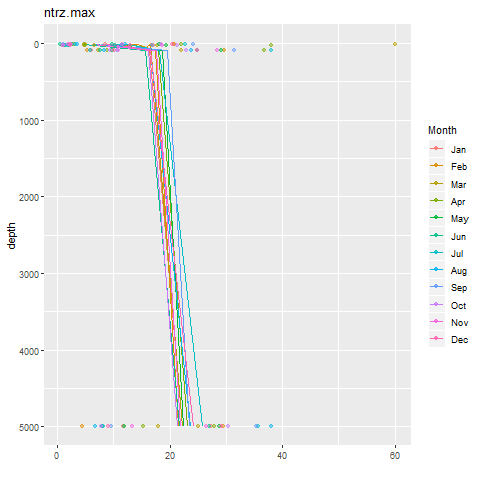 ntrz.max
depth
0
1000
2000
3000
4000
5000
0
20
40
60
Month
Jan
Feb
Mar
Apr
May
Jun
Jul
Aug
Sep
Oct
Nov
Dec